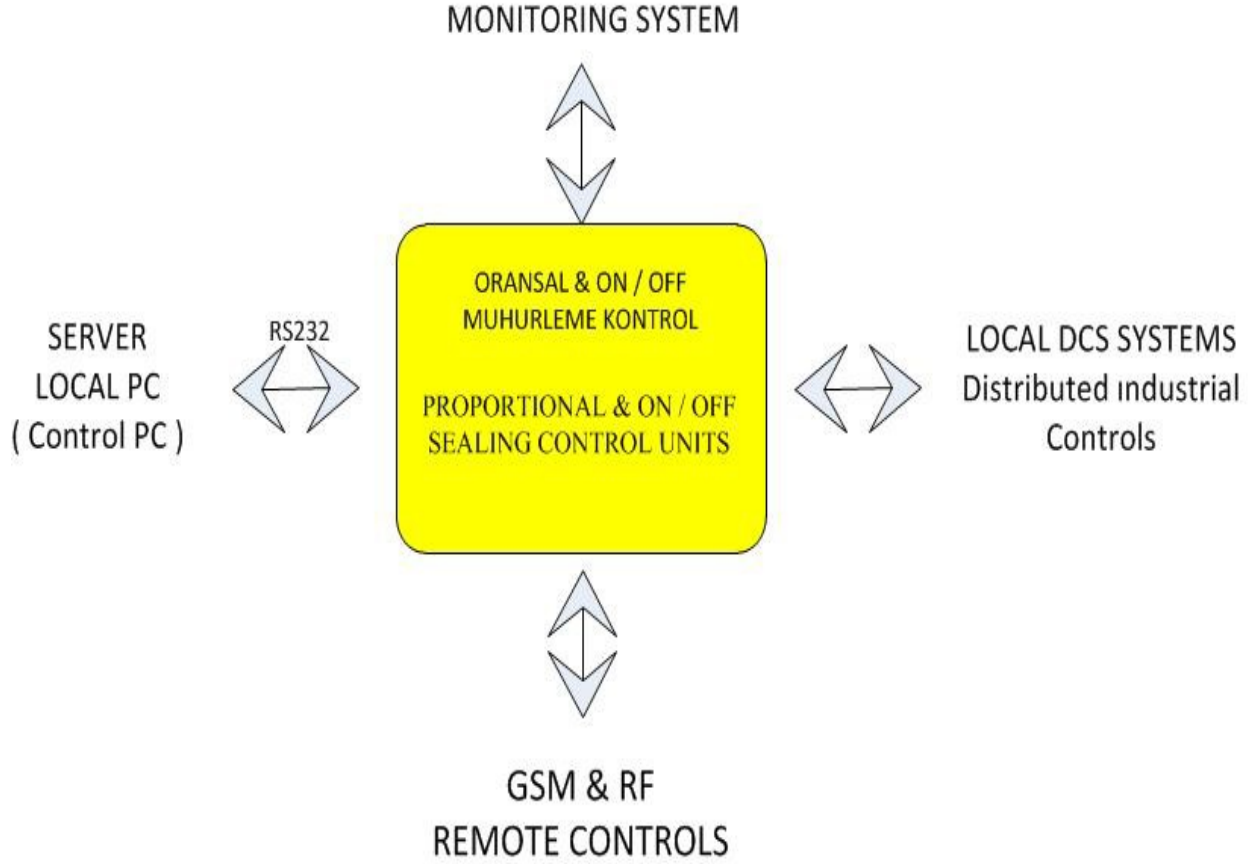 MONITORING SYSTEM
ORANSAL & ON / OFF
MUHURLEME KONTROL
PROPORTIONAL & ON / OFF
SEALING CONTROL UNITS
RS232
SERVER
LOCAL PC
( Control PC )
LOCAL DCS SYSTEMS
Distributed ındustrial
Controls
GSM & RF
REMOTE CONTROLS